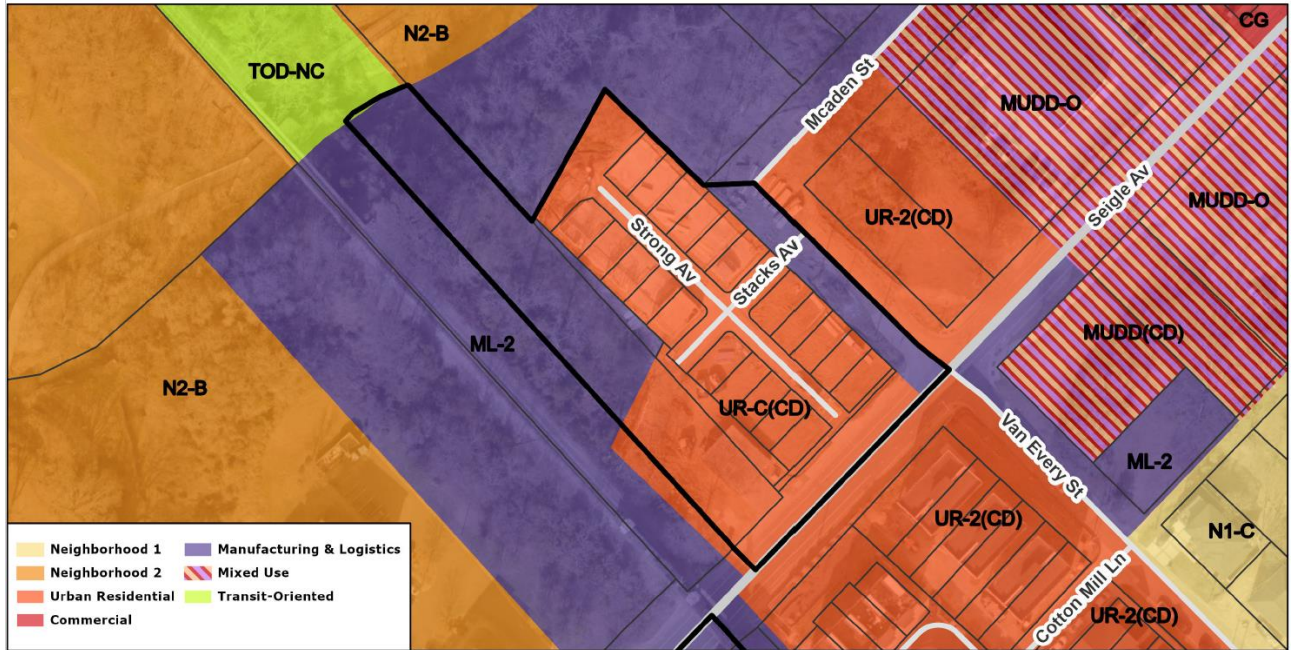 CG
N2-B
TOD-NC
Mcaden St
MUDD-O
Seigle Av
MUDD-O
UR-2(CD)
Strong Av
Stacks Av
ML-2
MUDD(CD)
N2-B
UR-C(CD)
Van Every St
ML-2
UR-2(CD)
N1-C
Cotton Mill Ln
UR-2(CD)
Neighborhood 1
Neighborhood 2
Urban Residential
Commercial
Manufacturing & Logistics
Mixed Use
Transit-Oriented